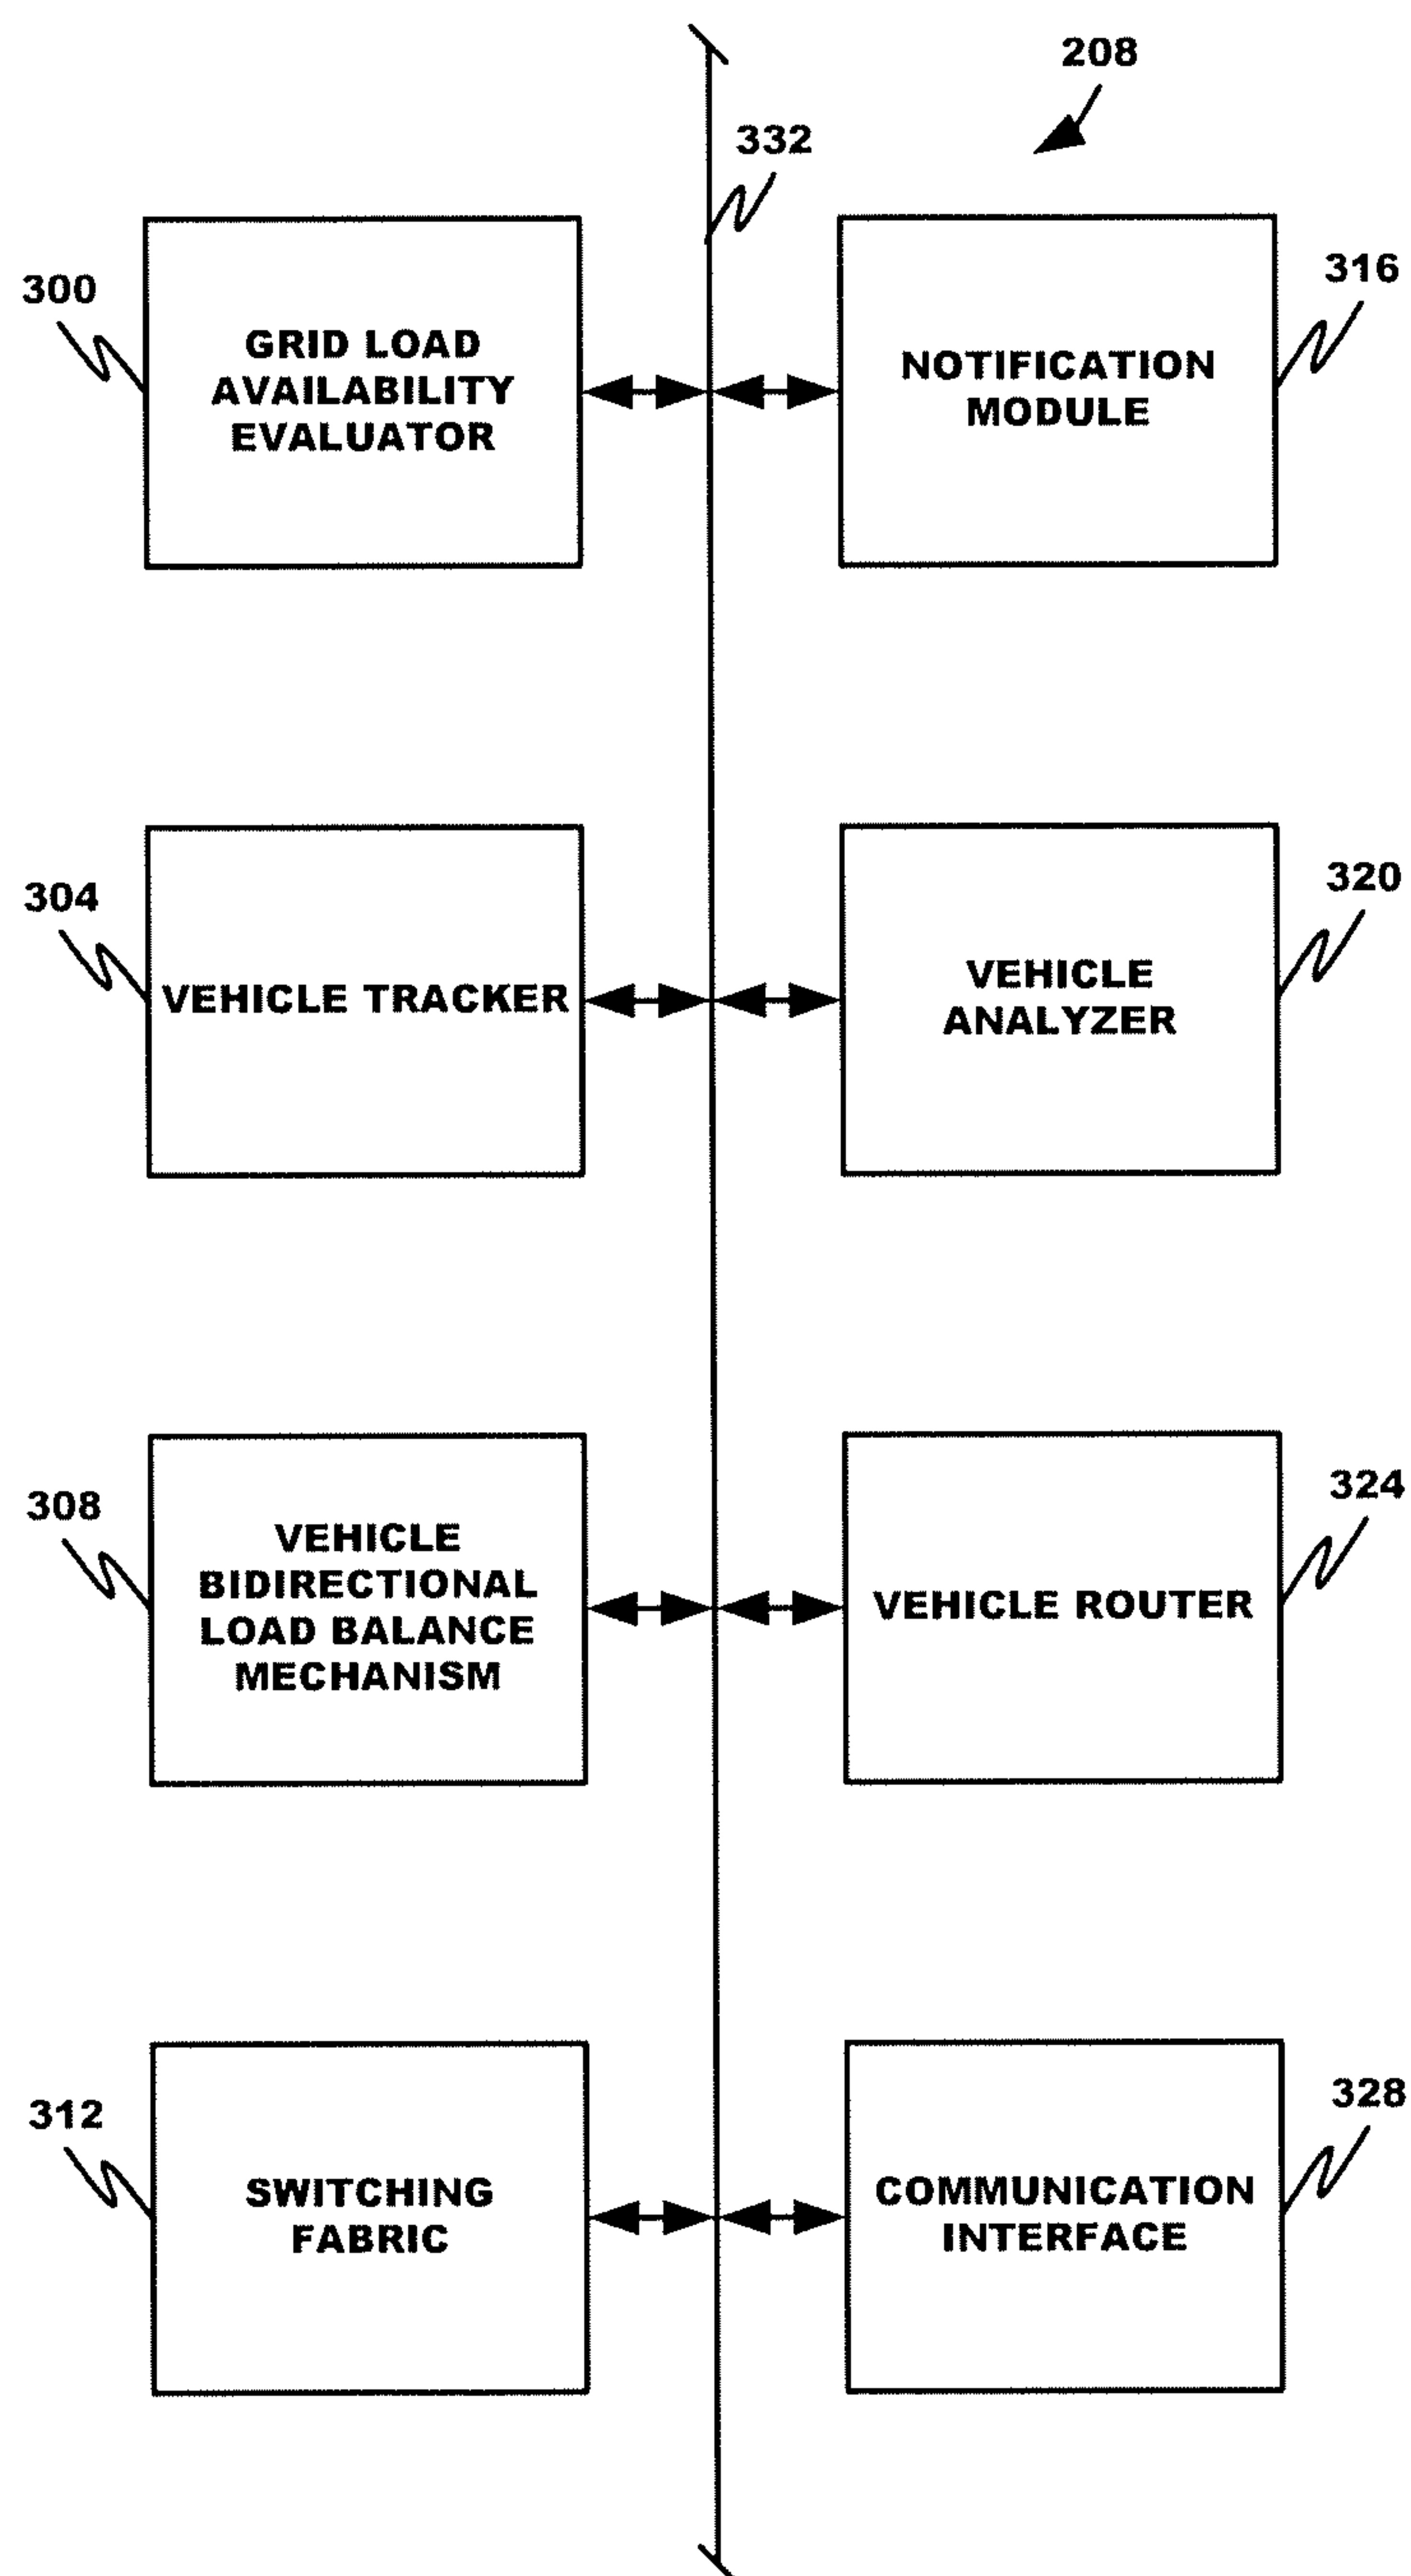 208
332
300
GRID LOAD
AVAILABILITY
EVALUATOR
316
NOTIFICATION
MODULE
304
VEHICLE TRACKER
320
VEHICLE
ANALYZER
308
VEHICLE
BIDIRECTIONAL
LOAD BALANCE
MECHANISM
324
VEHICLE ROUTER
312
SWITCHING
FABRIC
328
COMMUNICATION
INTERFACE